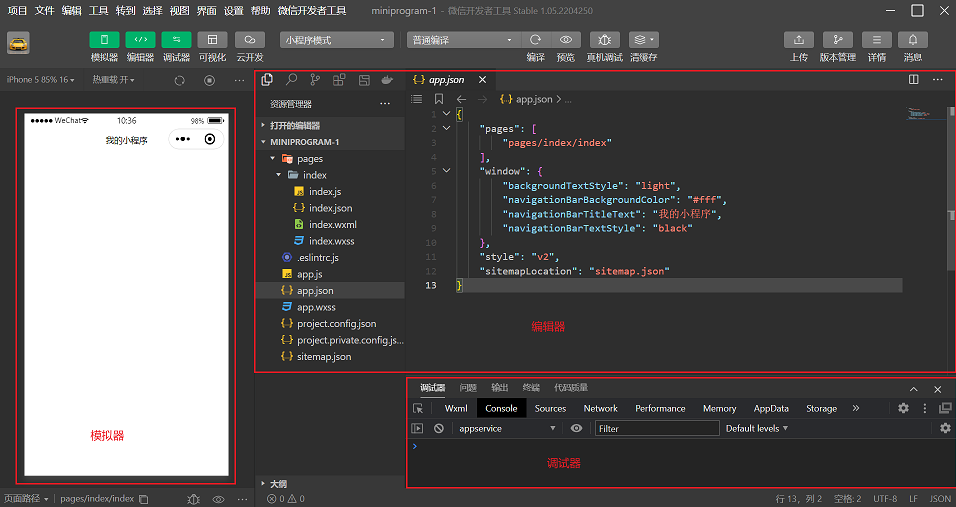 项目 文件 编辑 工具 转到 选择 视图 界面 设置 帮助 微信开发者工具 miniprogram-1 - 微信开发者工具 Stable 1.05.2204250
模拟器 编辑器 调试器 可视化 云开发
小程序模式 普通编译
编译 预览 真机调试 清缓存
上传 版本管理 详情 消息
iPhone 5 85% 16 热重载 开
WeChat 10:36 98%
我的小程序
模拟器
页面路径 pages/index/index
资源管理器
打开的编辑器
MINIPROGRAM-1
pages
index
index.js
index.json
index.wxml
index.wxss
.eslintrc.js
app.js
app.json
app.wxss
project.config.json
project.private.config.js...
sitemap.json
大纲
0 0
app.json
app.json > ...
1 {
2 "pages": [
3 "pages/index/index"
4 ],
5 "window": {
6 "backgroundTextStyle": "light",
7 "navigationBarBackgroundColor": "#fff",
8 "navigationBarTitleText": "我的小程序",
9 "navigationBarTextStyle": "black"
10 },
11 "style": "v2",
12 "sitemapLocation": "sitemap.json"
13 }
编辑器
调试器 问题 输出 终端 代码质量
Wxml Console Sources Network Performance Memory AppData Storage »
appservice Filter Default levels
>
调试器
行 13，列 2 空格: 2 UTF-8 LF JSON